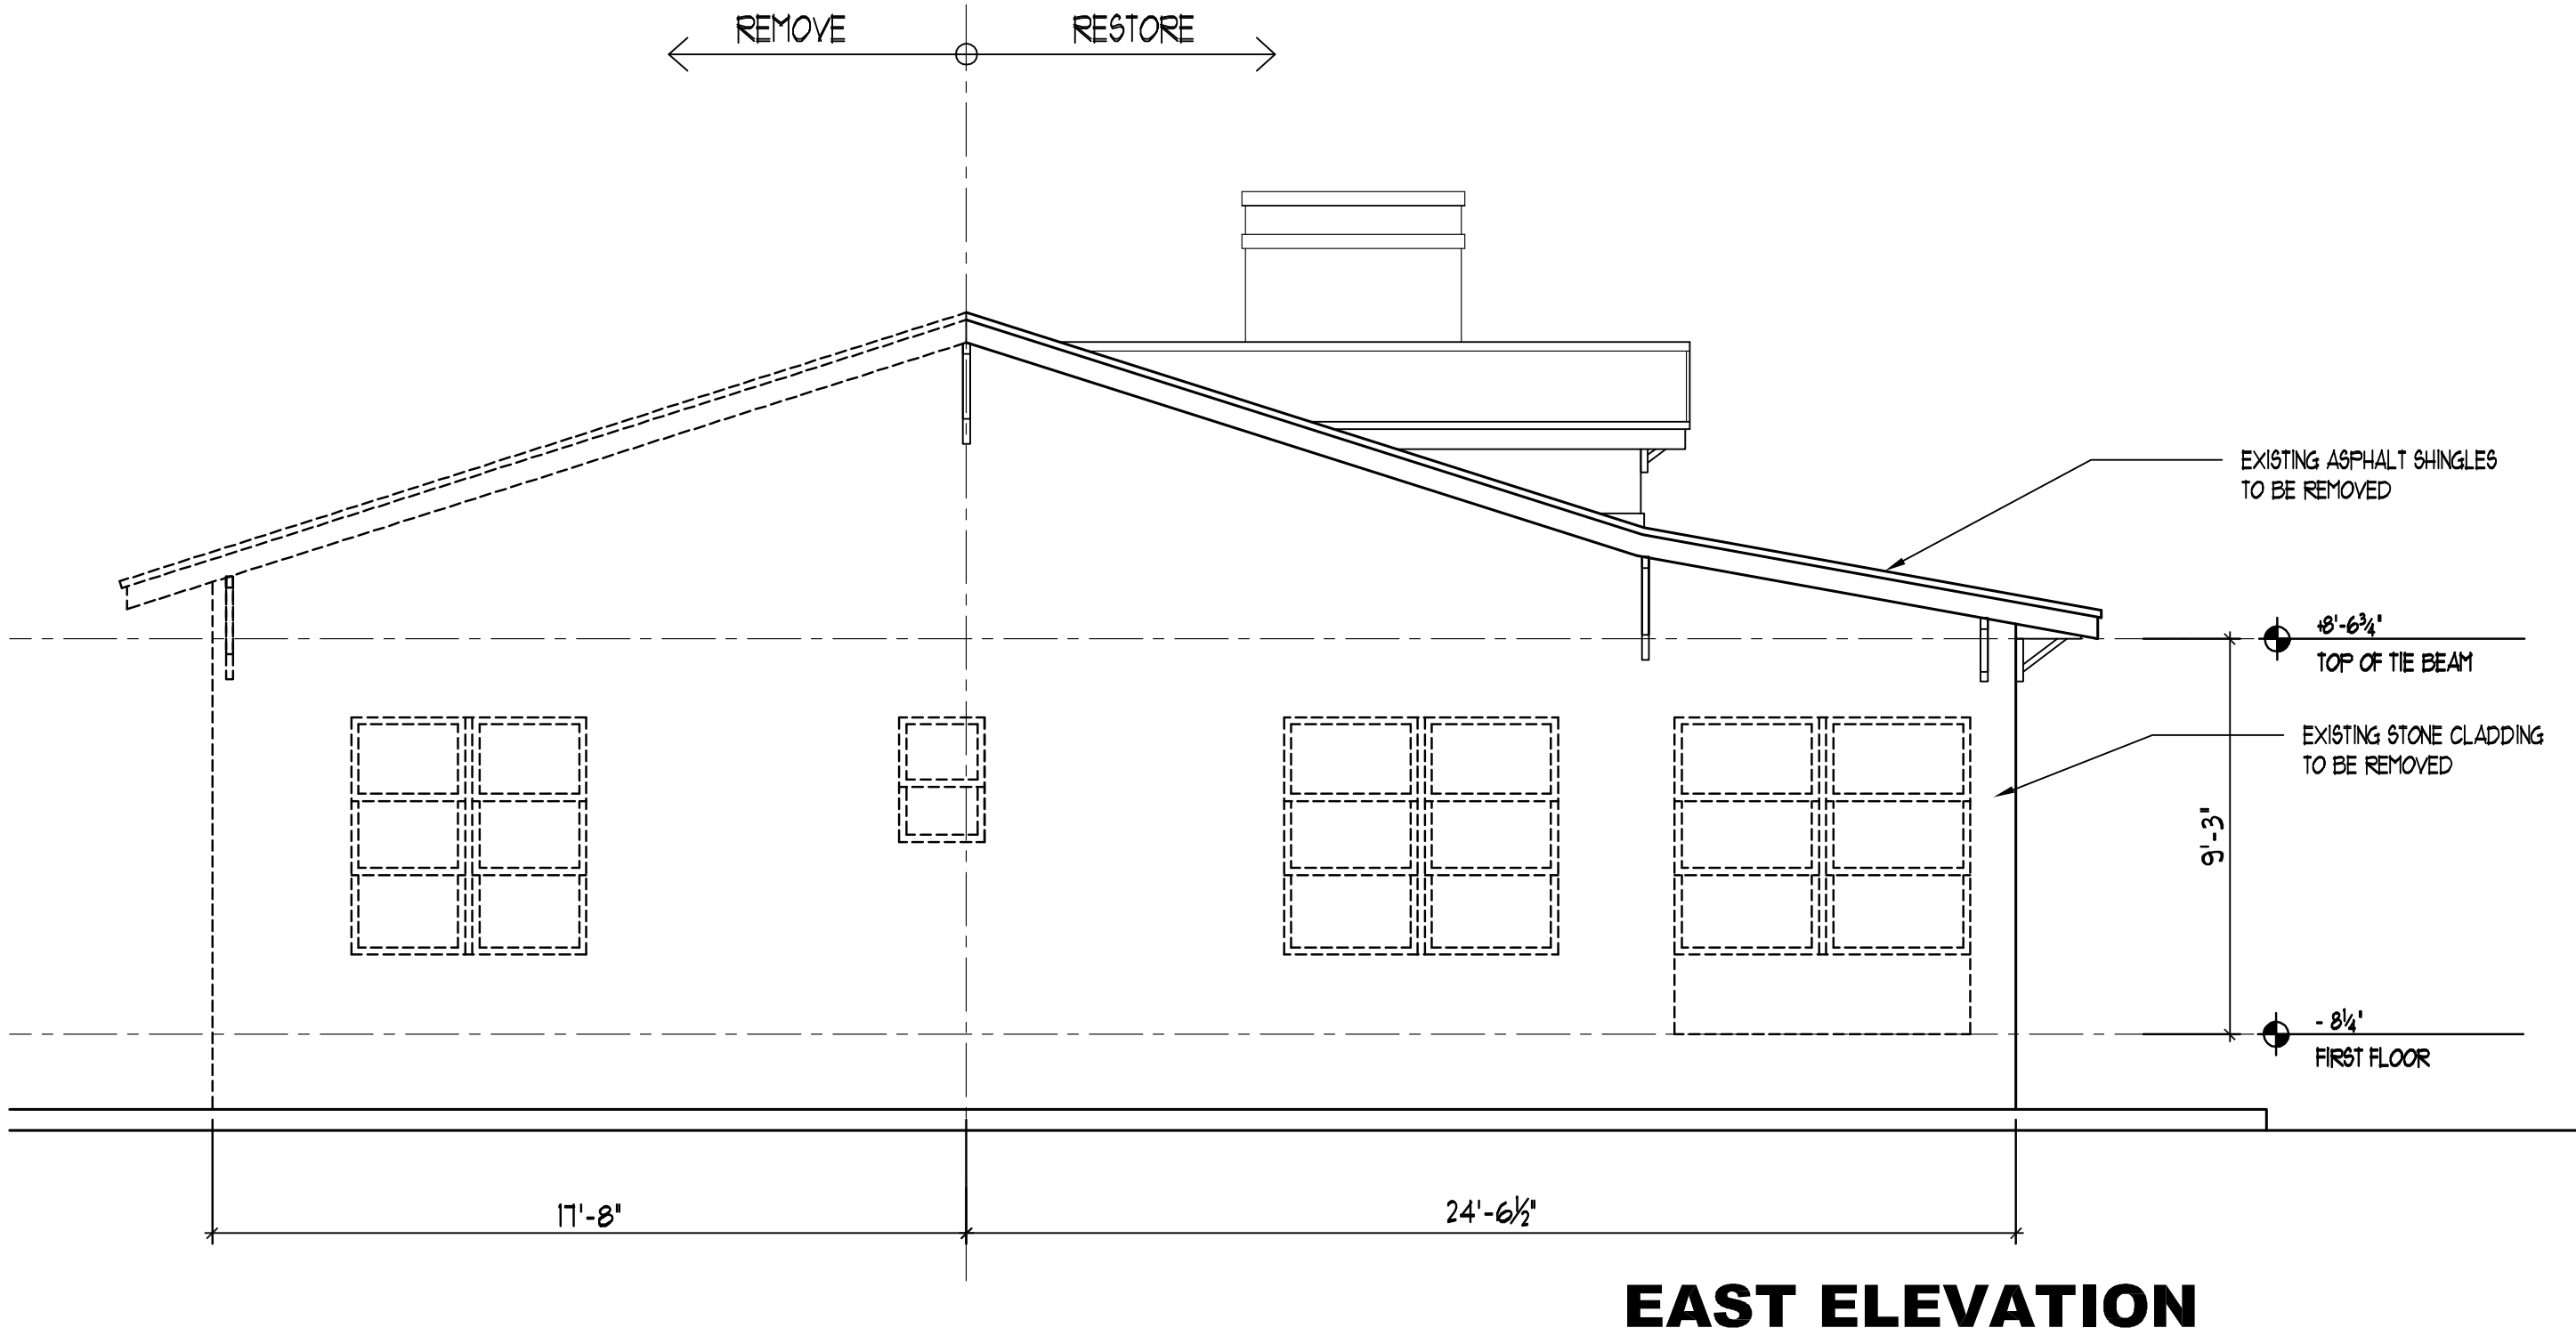 REMOVE RESTORE
EXISTING ASPHALT SHINGLES
TO BE REMOVED
+8'-6¾"
TOP OF TIE BEAM
EXISTING STONE CLADDING
TO BE REMOVED
9'-3"
- 8¼"
FIRST FLOOR
17'-8" 24'-6½"
EAST ELEVATION